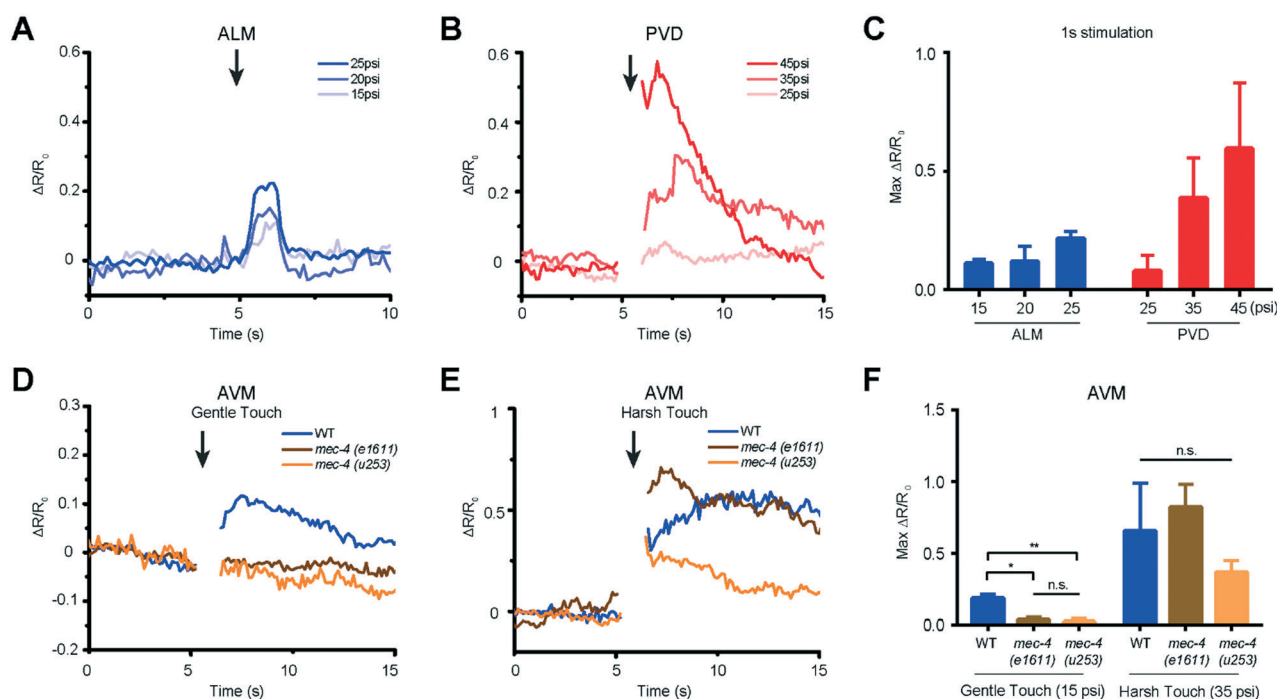 A
ALM
25psi
20psi
15psi
ΔR/R0
0.6
0.4
0.2
0
0
5
10
Time (s)
B
PVD
45psi
35psi
25psi
ΔR/R0
0.6
0.4
0.2
0
0
5
10
15
Time (s)
C
1s stimulation
Max ΔR/R0
1.0
0.5
0.0
15 20 25 25 35 45 (psi)
ALM PVD
D
AVM
Gentle Touch
WT
mec-4 (e1611)
mec-4 (u253)
ΔR/R0
0.3
0.1
0
-0.1
-0.2
0 5 10 15
Time (s)
E
AVM
Harsh Touch
WT
mec-4 (e1611)
mec-4 (u253)
ΔR/R0
1
0.5
0
0 5 10 15
Time (s)
F
AVM
Max ΔR/R0
1.5
1.0
0.5
0.0
**
*
n.s.
n.s.
WT mec-4 mec-4 WT mec-4 mec-4
(e1611) (u253) (e1611) (u253)
Gentle Touch (15 psi) Harsh Touch (35 psi)